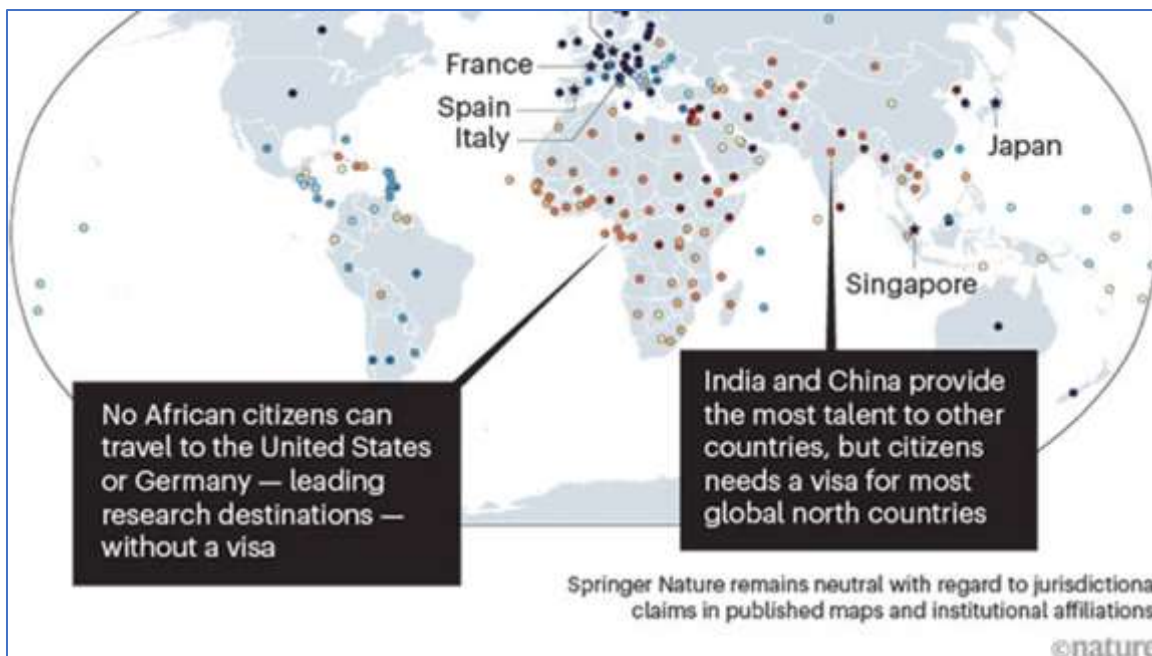 France
Spain
Italy
Japan
Singapore
No African citizens can
travel to the United States
or Germany — leading
research destinations —
without a visa
India and China provide
the most talent to other
countries, but citizens
needs a visa for most
global north countries
Springer Nature remains neutral with regard to jurisdictiona
claims in published maps and institutional affiliations
©nature